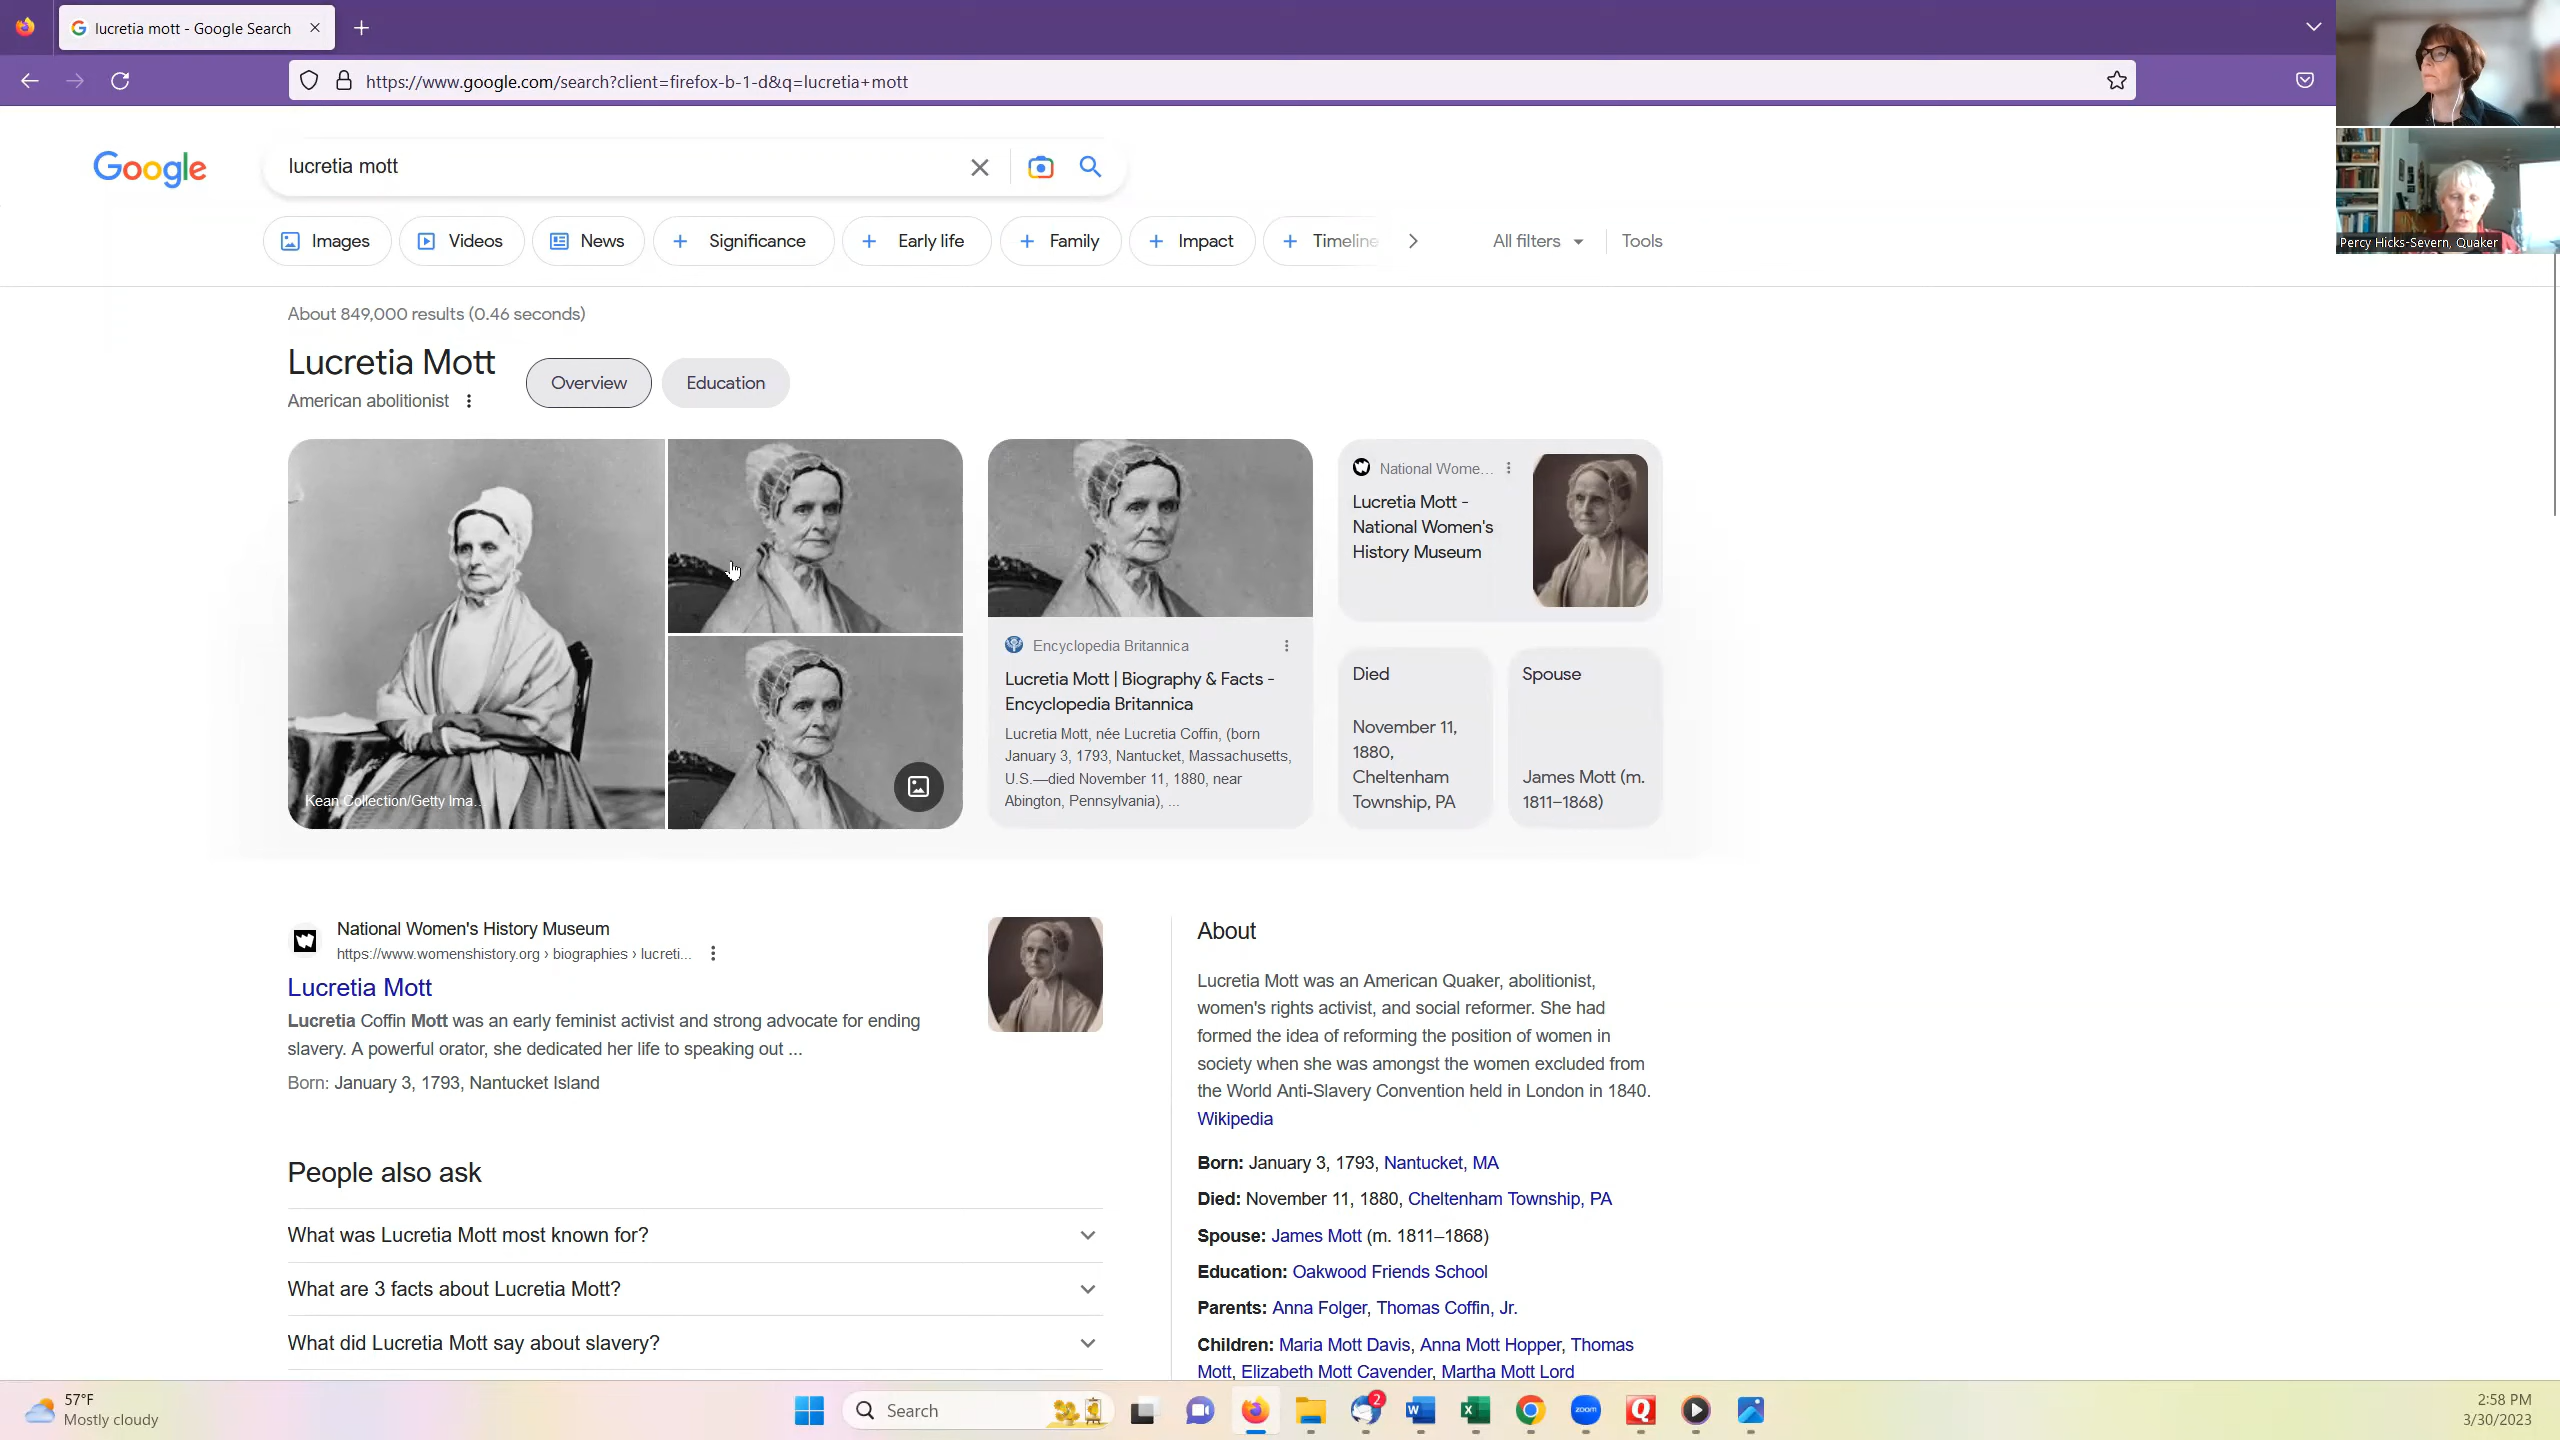 lucretia mott - Google Search
https://www.google.com/search?client=firefox-b-1-d&q=lucretia+mott
Percy Hicks-Severn, Quaker
Google
lucretia mott
Images
Videos
News
Significance
Early life
Family
Impact
Timeline
All filters
Tools
About 849,000 results (0.46 seconds)
Lucretia Mott
American abolitionist
Overview
Education
Kean Collection/Getty Ima...
Encyclopedia Britannica
Lucretia Mott | Biography & Facts -
Encyclopedia Britannica
Lucretia Mott, née Lucretia Coffin, (born
January 3, 1793, Nantucket, Massachusetts,
U.S.—died November 11, 1880, near
Abington, Pennsylvania), ...
National Wome...
Lucretia Mott -
National Women's
History Museum
Died
November 11,
1880,
Cheltenham
Township, PA
Spouse
James Mott (m.
1811–1868)
National Women's History Museum
https://www.womenshistory.org › biographies › lucreti...
Lucretia Mott
Lucretia Coffin Mott was an early feminist activist and strong advocate for ending
slavery. A powerful orator, she dedicated her life to speaking out ...
Born: January 3, 1793, Nantucket Island
People also ask
What was Lucretia Mott most known for?
What are 3 facts about Lucretia Mott?
What did Lucretia Mott say about slavery?
About
Lucretia Mott was an American Quaker, abolitionist,
women's rights activist, and social reformer. She had
formed the idea of reforming the position of women in
society when she was amongst the women excluded from
the World Anti-Slavery Convention held in London in 1840.
Wikipedia
Born: January 3, 1793, Nantucket, MA
Died: November 11, 1880, Cheltenham Township, PA
Spouse: James Mott (m. 1811–1868)
Education: Oakwood Friends School
Parents: Anna Folger, Thomas Coffin, Jr.
Children: Maria Mott Davis, Anna Mott Hopper, Thomas
Mott, Elizabeth Mott Cavender, Martha Mott Lord
57°F
Mostly cloudy
Search
2
W
X
zoom
Q
2:58 PM
3/30/2023